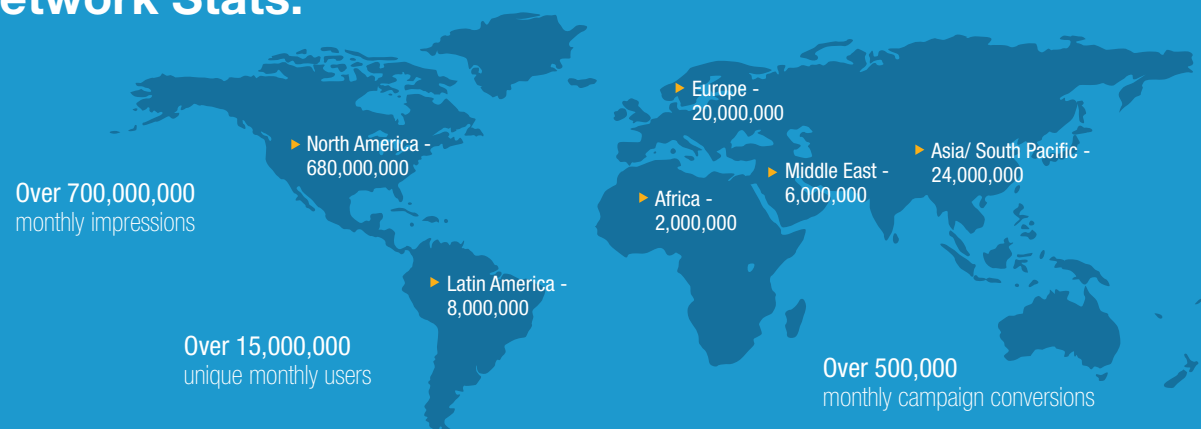 Stats.
Europe -
20,000,000
North America -
680,000,000
Asia/ South Pacific -
24,000,000
Middle East -
6,000,000
Africa -
2,000,000
Over 700,000,000
monthly impressions
Latin America -
8,000,000
Over 15,000,000
unique monthly users
Over 500,000
monthly campaign conversions